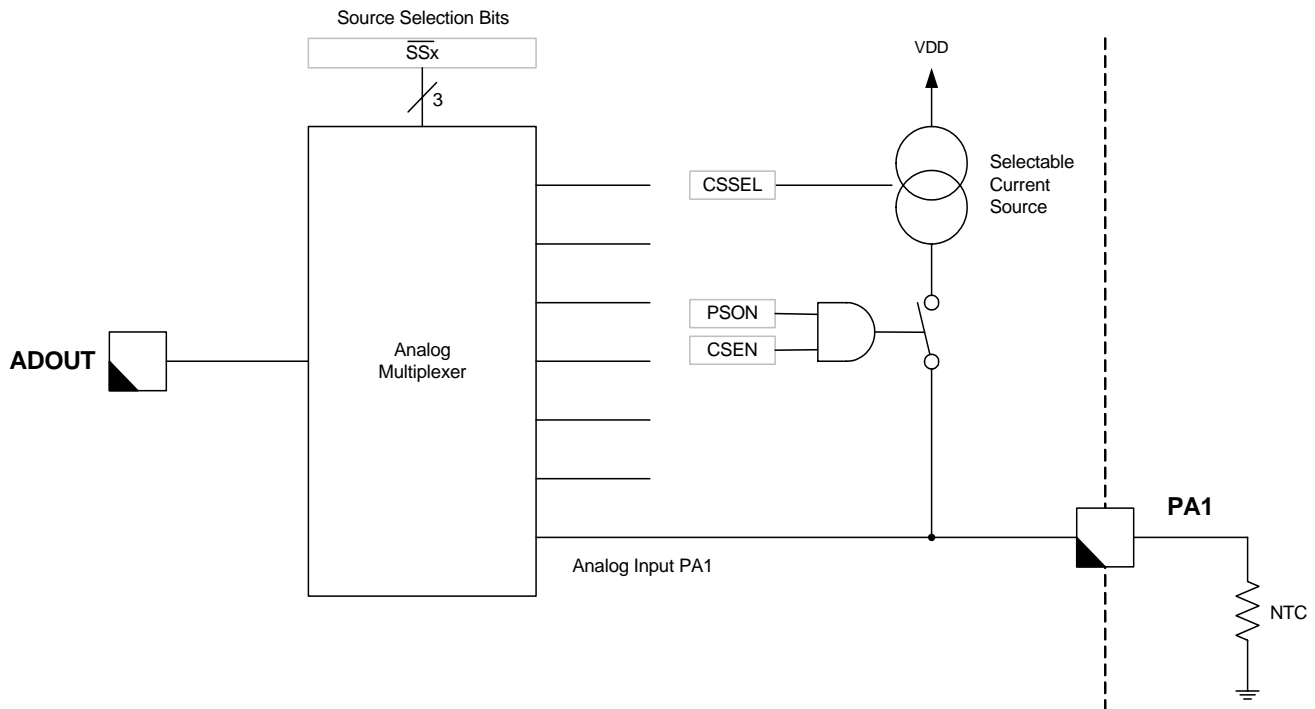 Source Selection Bits
SSx
3
VDD
CSSEL
Selectable
Current
Source
PSON
CSEN
ADOUT
Analog
Multiplexer
PA1
Analog Input PA1
NTC